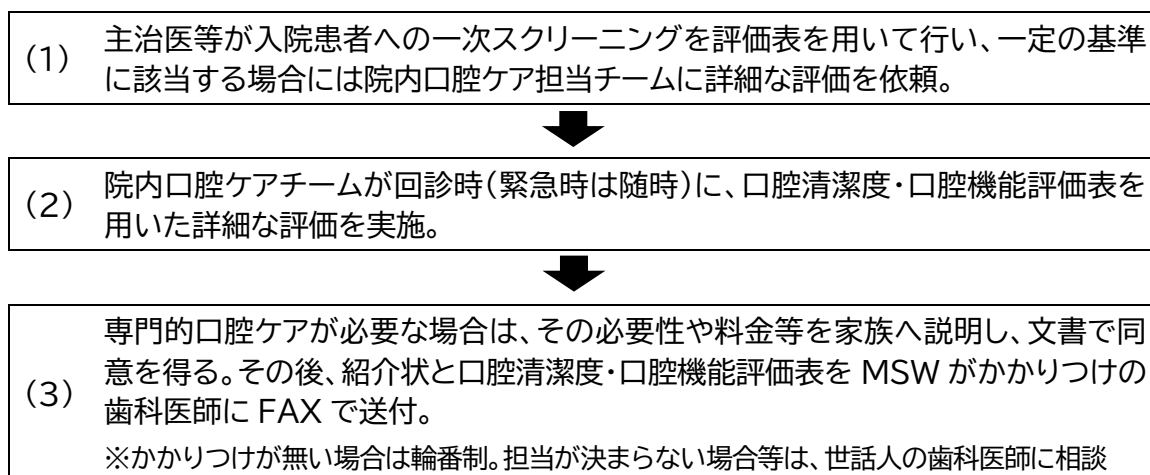 (1) 主治医等が入院患者への一次スクリーニングを評価表を用いて行い、一定の基準
に該当する場合には院内口腔ケア担当チームに詳細な評価を依頼。
(2) 院内口腔ケアチームが回診時(緊急時は随時)に、口腔清潔度・口腔機能評価表を
用いた詳細な評価を実施。
(3) 専門的口腔ケアが必要な場合は、その必要性や料金等を家族へ説明し、文書で同
意を得る。その後、紹介状と口腔清潔度・口腔機能評価表を MSW がかかりつけの
歯科医師に FAX で送付。
※かかりつけが無い場合は輪番制。担当が決まらない場合等は、世話人の歯科医師に相談